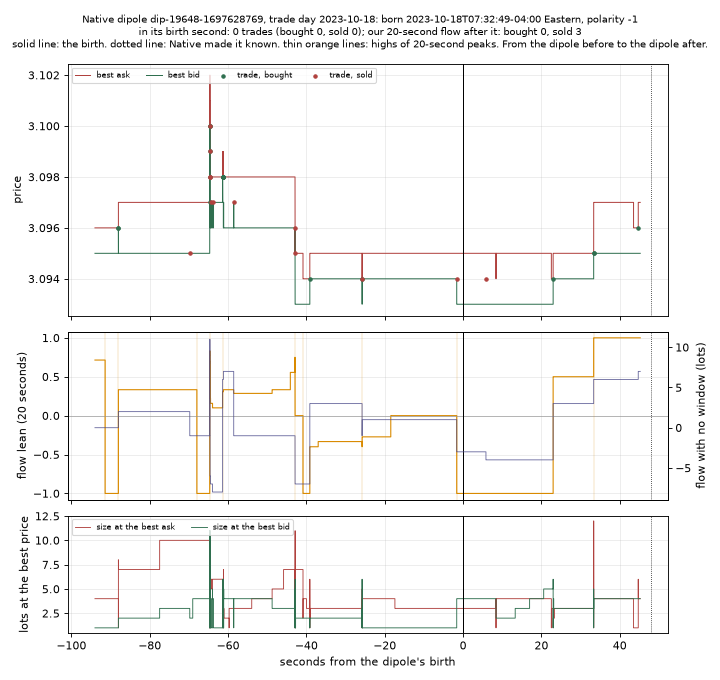 Native dipole dip-19648-1697628769, trade day 2023-10-18: born 2023-10-18T07:32:49-04:00 Eastern, polarity -1
in its birth second: 0 trades (bought 0, sold 0); our 20-second flow after it: bought 0, sold 3
solid line: the birth. dotted line: Native made it known. thin orange lines: highs of 20-second peaks. From the dipole before to the dipole after.
best ask best bid trade, bought trade, sold
3.102
3.100
3.098
3.096
3.094
price
1.0
0.5
0.0
−0.5
−1.0
flow lean (20 seconds)
10
5
0
−5
flow with no window (lots)
size at the best ask size at the best bid
12.5
10.0
7.5
5.0
2.5
lots at the best price
−100 −80 −60 −40 −20 0 20 40
seconds from the dipole's birth